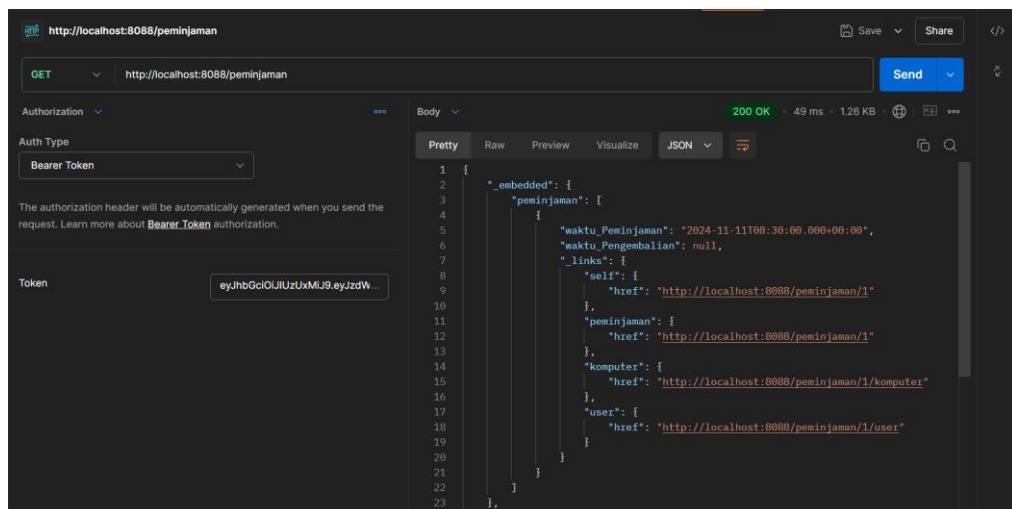 HTTP http://localhost:8088/peminjaman
Save
Share
GET
http://localhost:8088/peminjaman
Send
Authorization
Body
200 OK • 49 ms • 1.26 KB
Auth Type
Bearer Token
Pretty Raw Preview Visualize JSON
The authorization header will be automatically generated when you send the
request. Learn more about Bearer Token authorization.
Token
eyJhbGciOiJIUzUxMiJ9.eyJzdW...
1 {
2 "_embedded": {
3 "peminjaman": [
4 {
5 "waktu_Peminjaman": "2024-11-11T08:30:00.000+00:00",
6 "waktu_Pengembalian": null,
7 "_links": {
8 "self": {
9 "href": "http://localhost:8088/peminjaman/1"
10 },
11 "peminjaman": {
12 "href": "http://localhost:8088/peminjaman/1"
13 },
14 "komputer": {
15 "href": "http://localhost:8088/peminjaman/1/komputer"
16 },
17 "user": {
18 "href": "http://localhost:8088/peminjaman/1/user"
19 }
20 }
21 }
22 ]
23 },